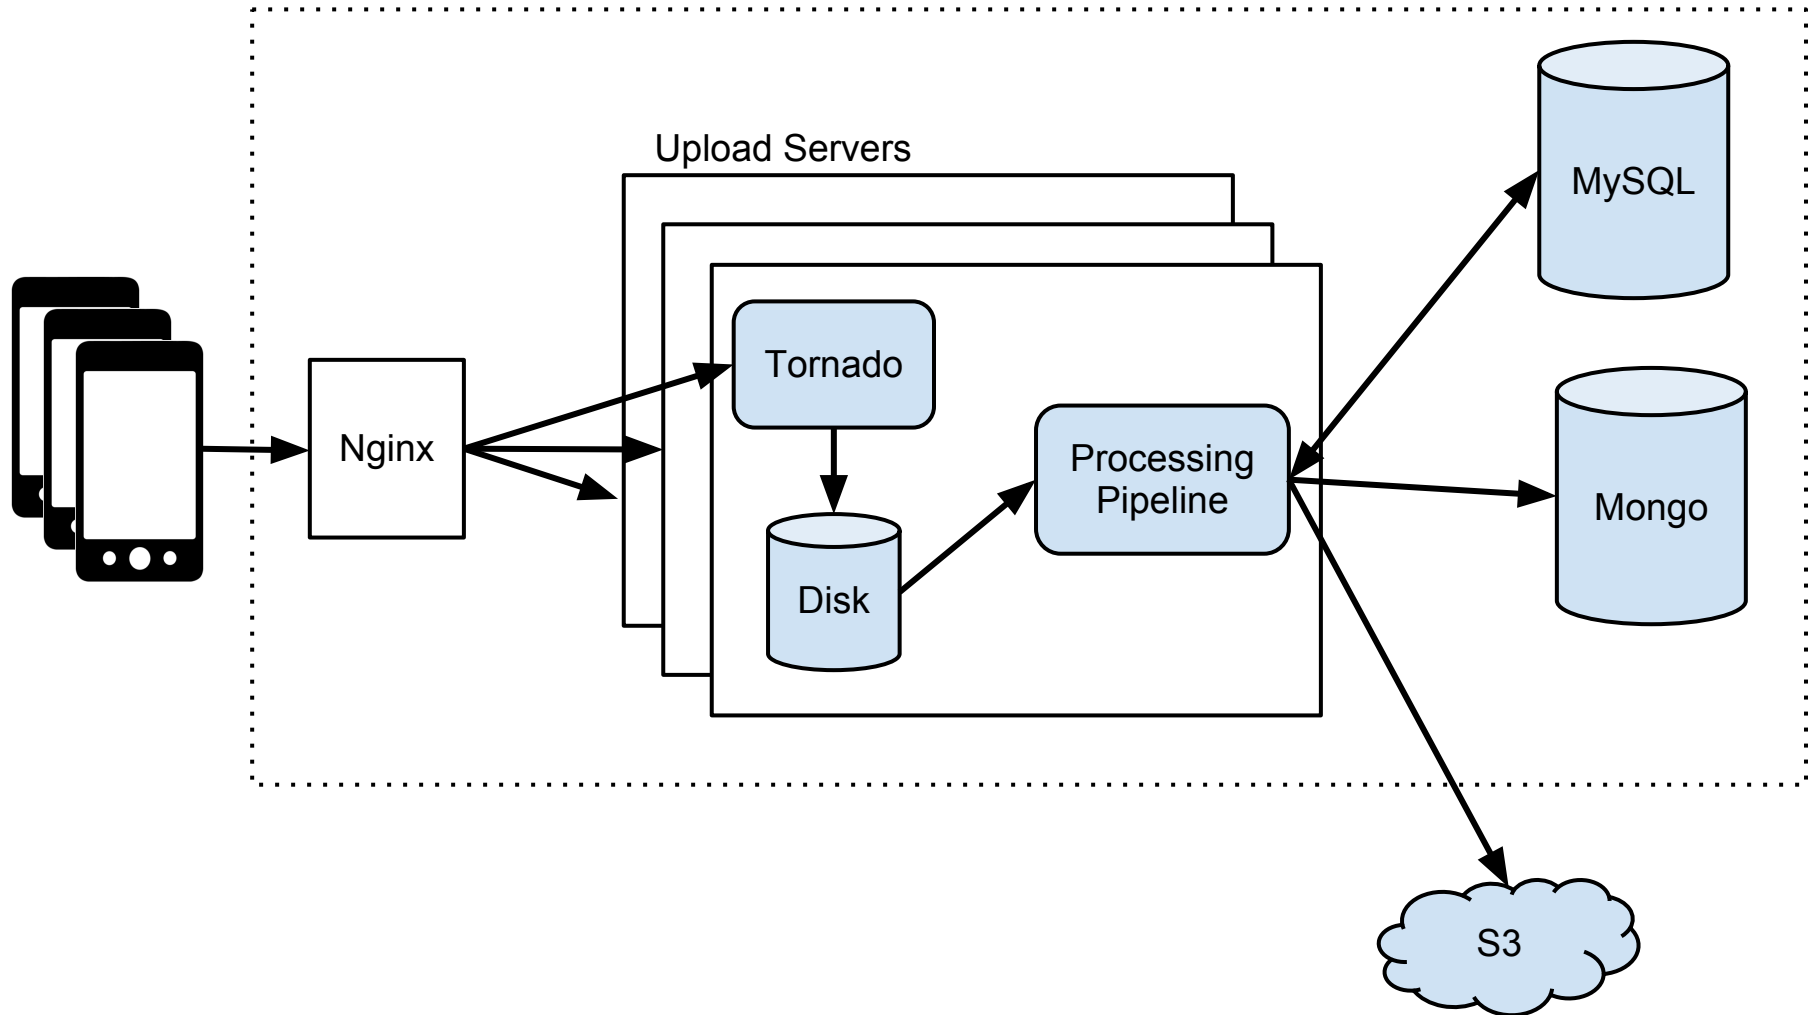 Upload Servers
MySQL
Tornado
Nginx
Processing
Pipeline
Mongo
Disk
S3